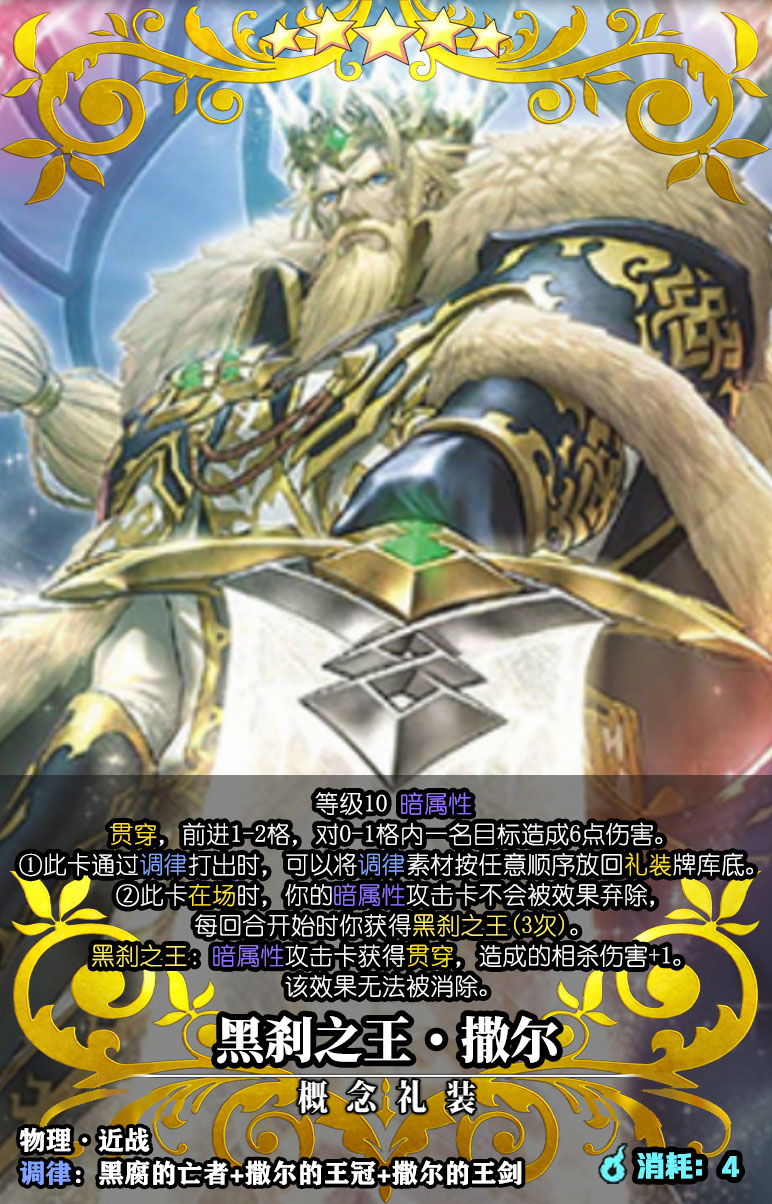 等级10 暗属性
贯穿，前进1-2格，对0-1格内一名目标造成6点伤害。
①此卡通过调律打出时，可以将调律素材按任意顺序放回礼装牌库底。
②此卡在场时，你的暗属性攻击卡不会被效果弃除，
每回合开始时你获得黑刹之王(3次)。
黑刹之王：暗属性攻击卡获得贯穿，造成的相杀伤害+1。
该效果无法被消除。
黑刹之王·撒尔
概念礼装
物理·近战
调律：黑腐的亡者+撒尔的王冠+撒尔的王剑
消耗：4